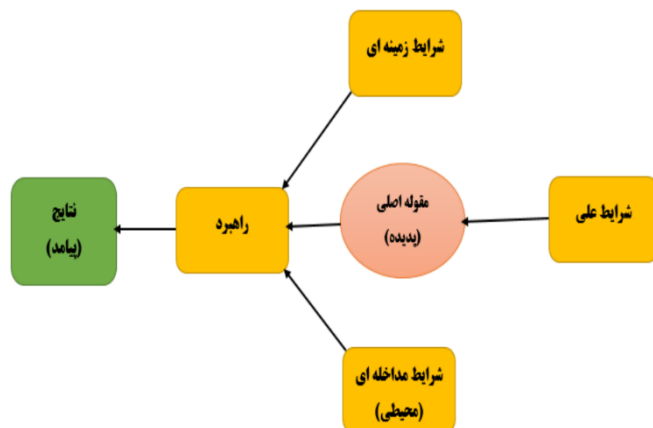 شرایط زمینه ای
شرایط علی
مقوله اصلی
(پدیده)
راهبرد
نتایج
(پیامد)
شرایط مداخله ای
(محیطی)